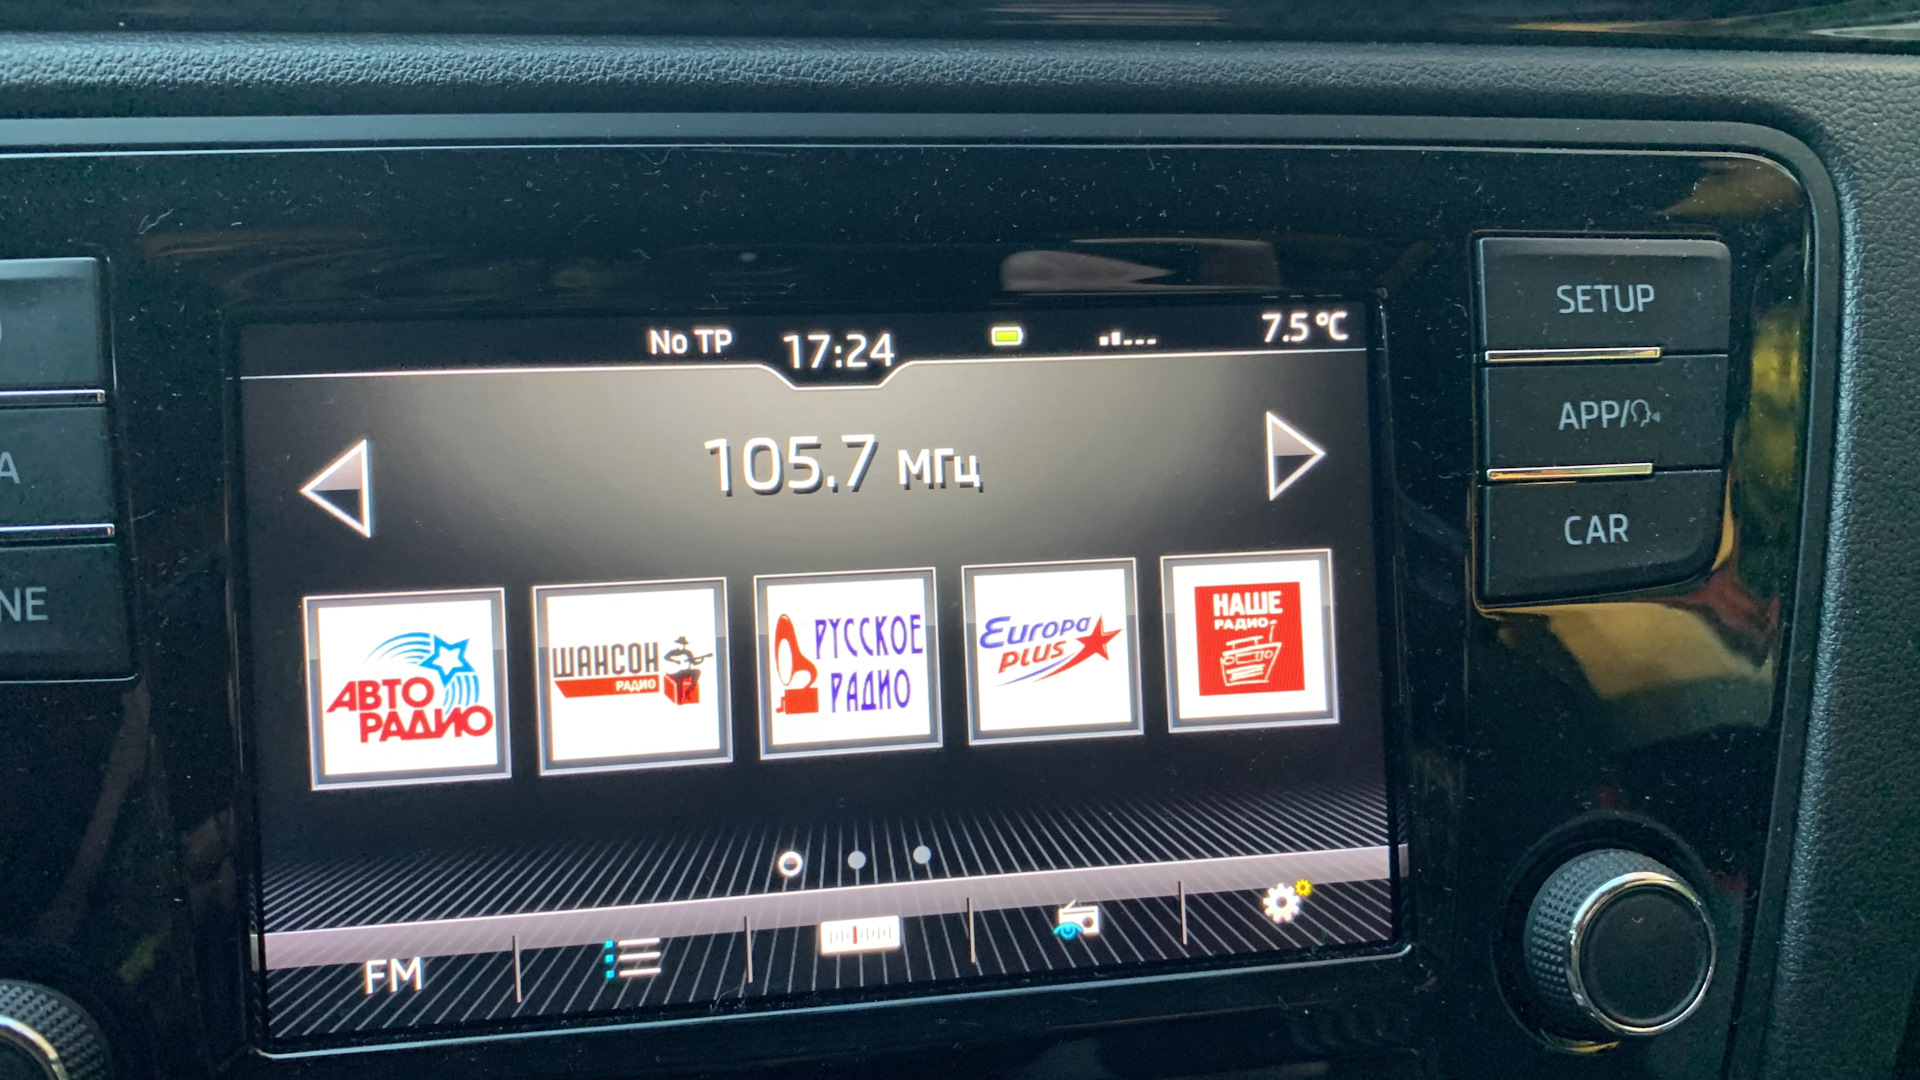 No TP 17:24 7.5°C
SETUP
APP/
CAR
A
NE
105.7 МГц
АВТО
РАДИО
ШАНСОН
РАДИО
РУССКОЕ
РАДИО
Europa
plus
НАШЕ
РАДИО
FM